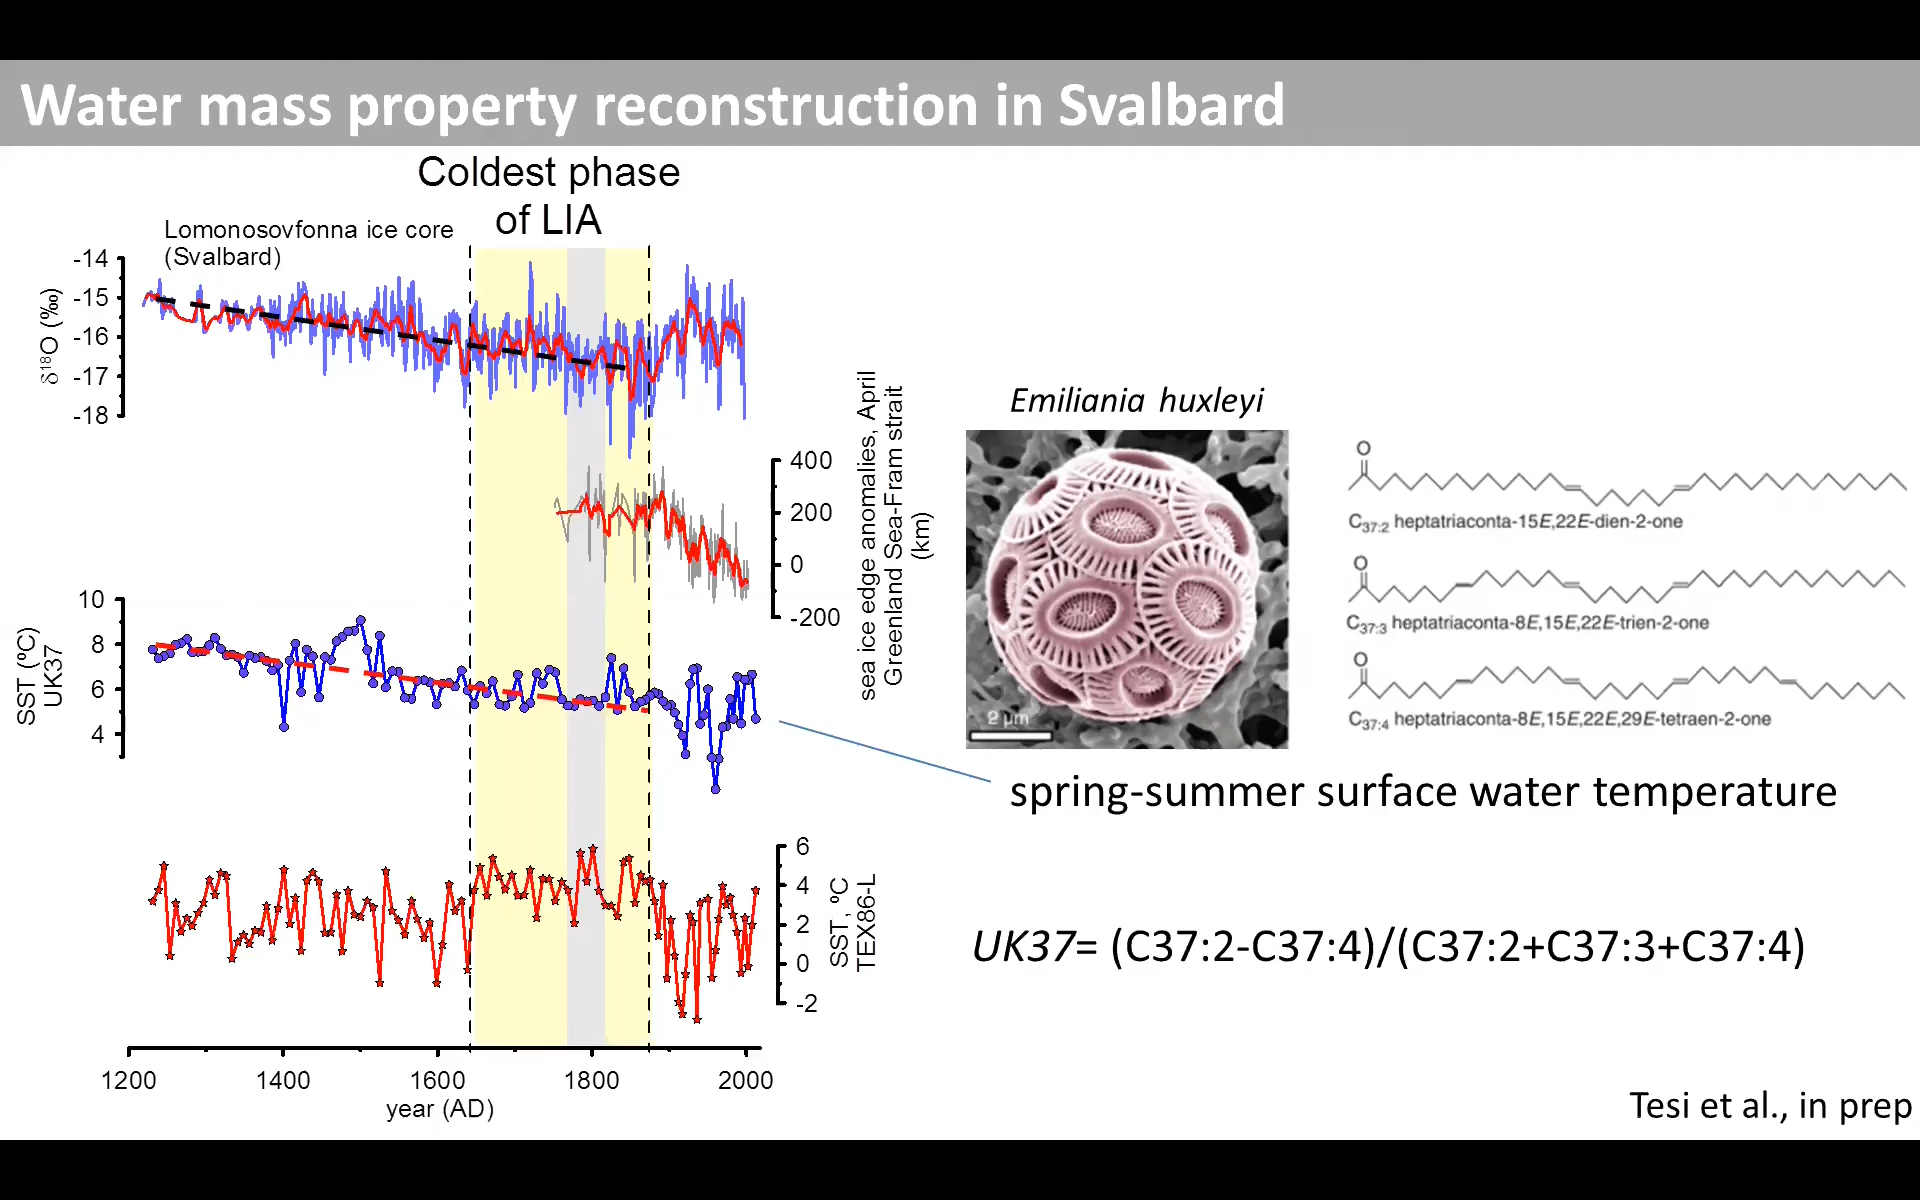 Water mass property reconstruction in Svalbard
Coldest phase
of LIA
Lomonosovfonna ice core
(Svalbard)
-14
-15
-16
-17
-18
δ¹⁸O (‰)
400
200
0
-200
sea ice edge anomalies, April
Greenland Sea-Fram strait
(km)
10
8
6
4
SST (ºC)
UK37
6
4
2
0
-2
SST, ºC
TEX86-L
1200
1400
1600
1800
2000
year (AD)
Emiliania huxleyi
2 µm
O
C37:2 heptatriaconta-15E,22E-dien-2-one
O
C37:3 heptatriaconta-8E,15E,22E-trien-2-one
O
C37:4 heptatriaconta-8E,15E,22E,29E-tetraen-2-one
spring-summer surface water temperature
UK37= (C37:2-C37:4)/(C37:2+C37:3+C37:4)
Tesi et al., in prep